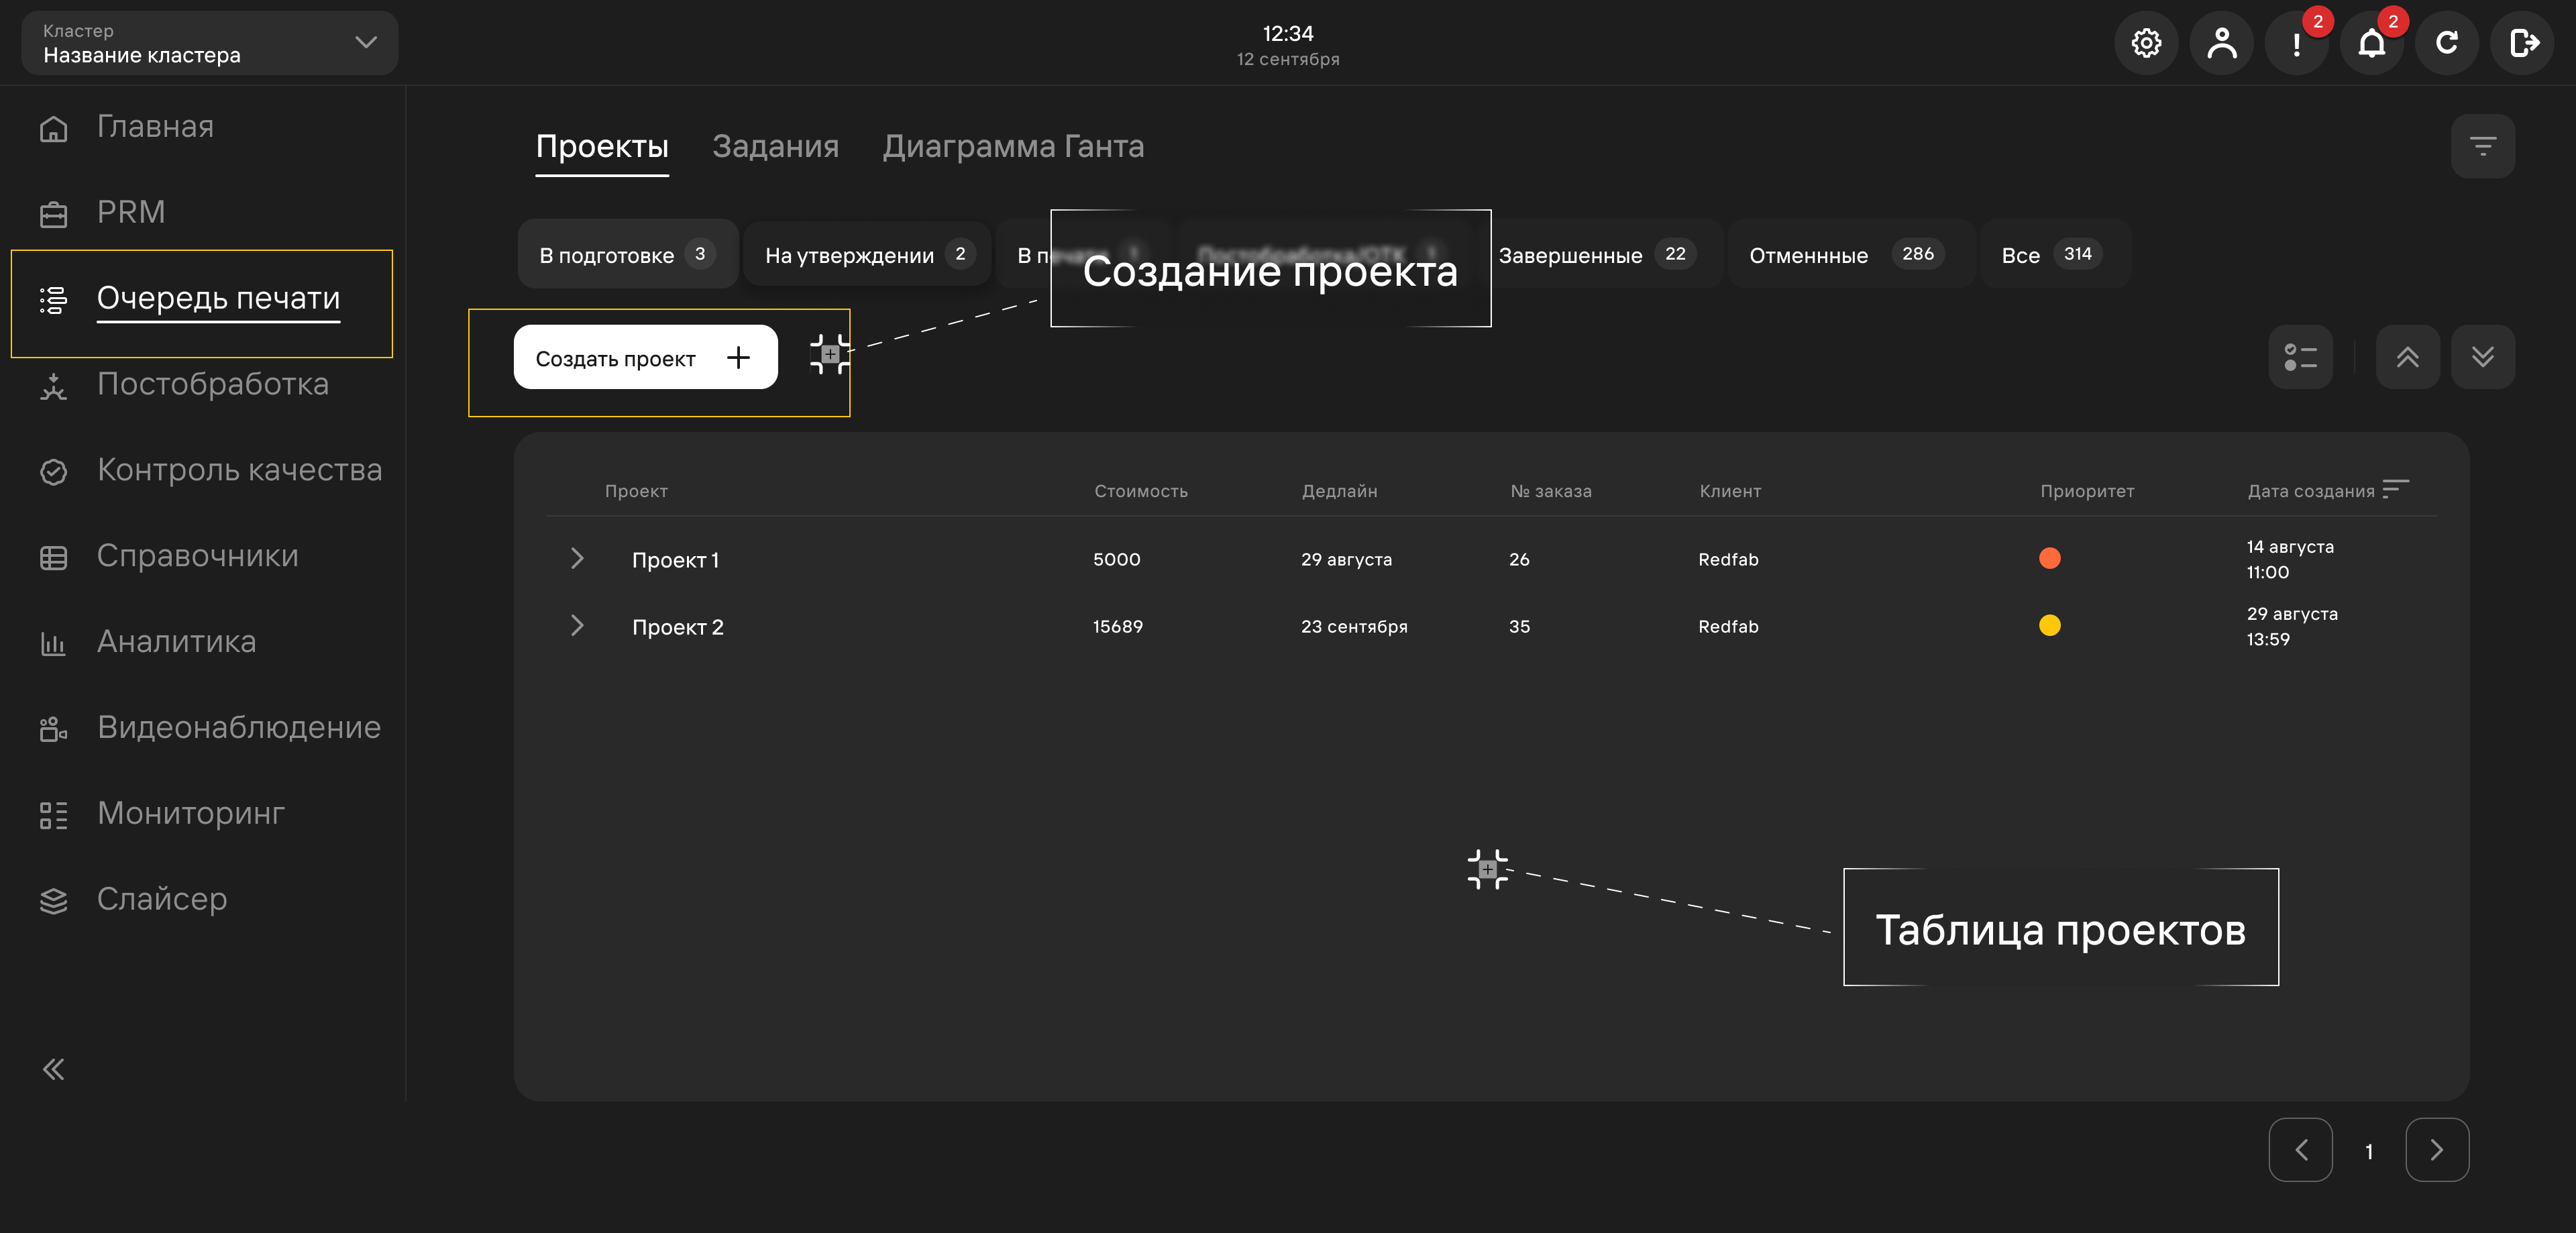 Кластер
Название кластера
12:34
12 сентября
2
2
Главная
PRM
Очередь печати
Постобработка
Контроль качества
Справочники
Аналитика
Видеонаблюдение
Мониторинг
Слайсер
Проекты Задания Диаграмма Ганта
В подготовке 3 На утверждении 2 Завершенные 22 Отменнные 286 Все 314
Создание проекта
Создать проект
Проект Стоимость Дедлайн № заказа Клиент Приоритет Дата создания
Проект 1 5000 29 августа 26 Redfab 14 августа
11:00
Проект 2 15689 23 сентября 35 Redfab 29 августа
13:59
Таблица проектов
1